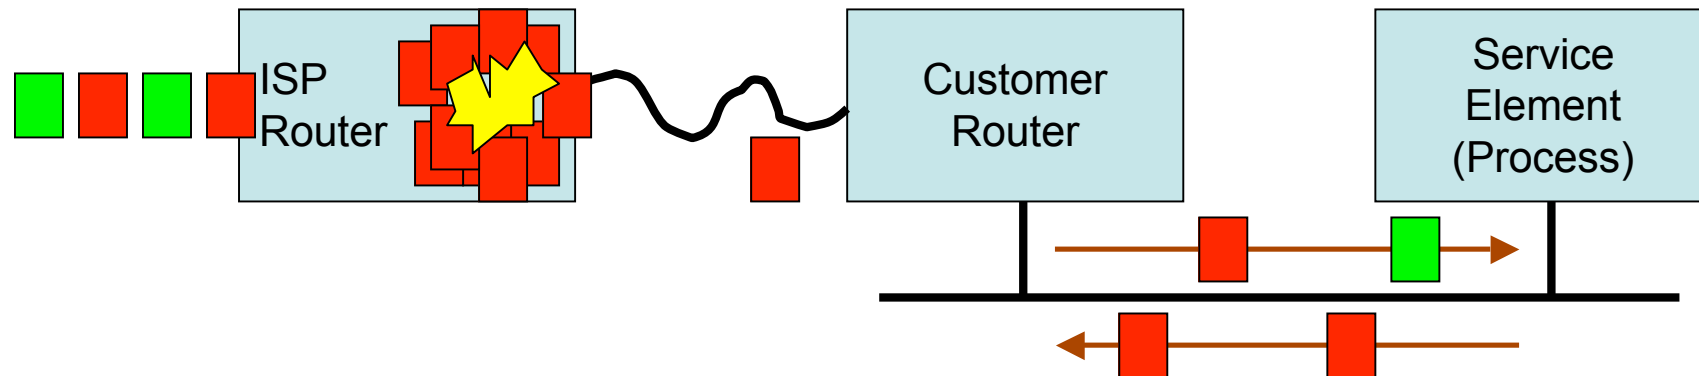 ISP
Router
Customer
Router
Service
Element
(Process)